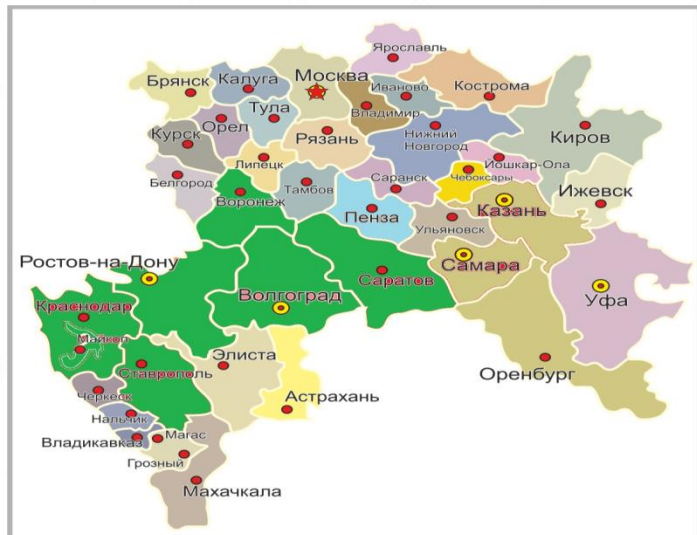 Ярославль
Брянск
Калуга
Москва
Иваново
Кострома
Владимир
Орел
Тула
Рязань
Нижний
Новгород
Киров
Курск
Липецк
Йошкар-Ола
Чебоксары
Белгород
Воронеж
Тамбов
Саранск
Ижевск
Пенза
Казань
Ульяновск
Ростов-на-Дону
Самара
Саратов
Волгоград
Уфа
Краснодар
Майкоп
Элиста
Оренбург
Ставрополь
Черкеск
Астрахань
Нальчик
Владикавказ
Магас
Грозный
Махачкала